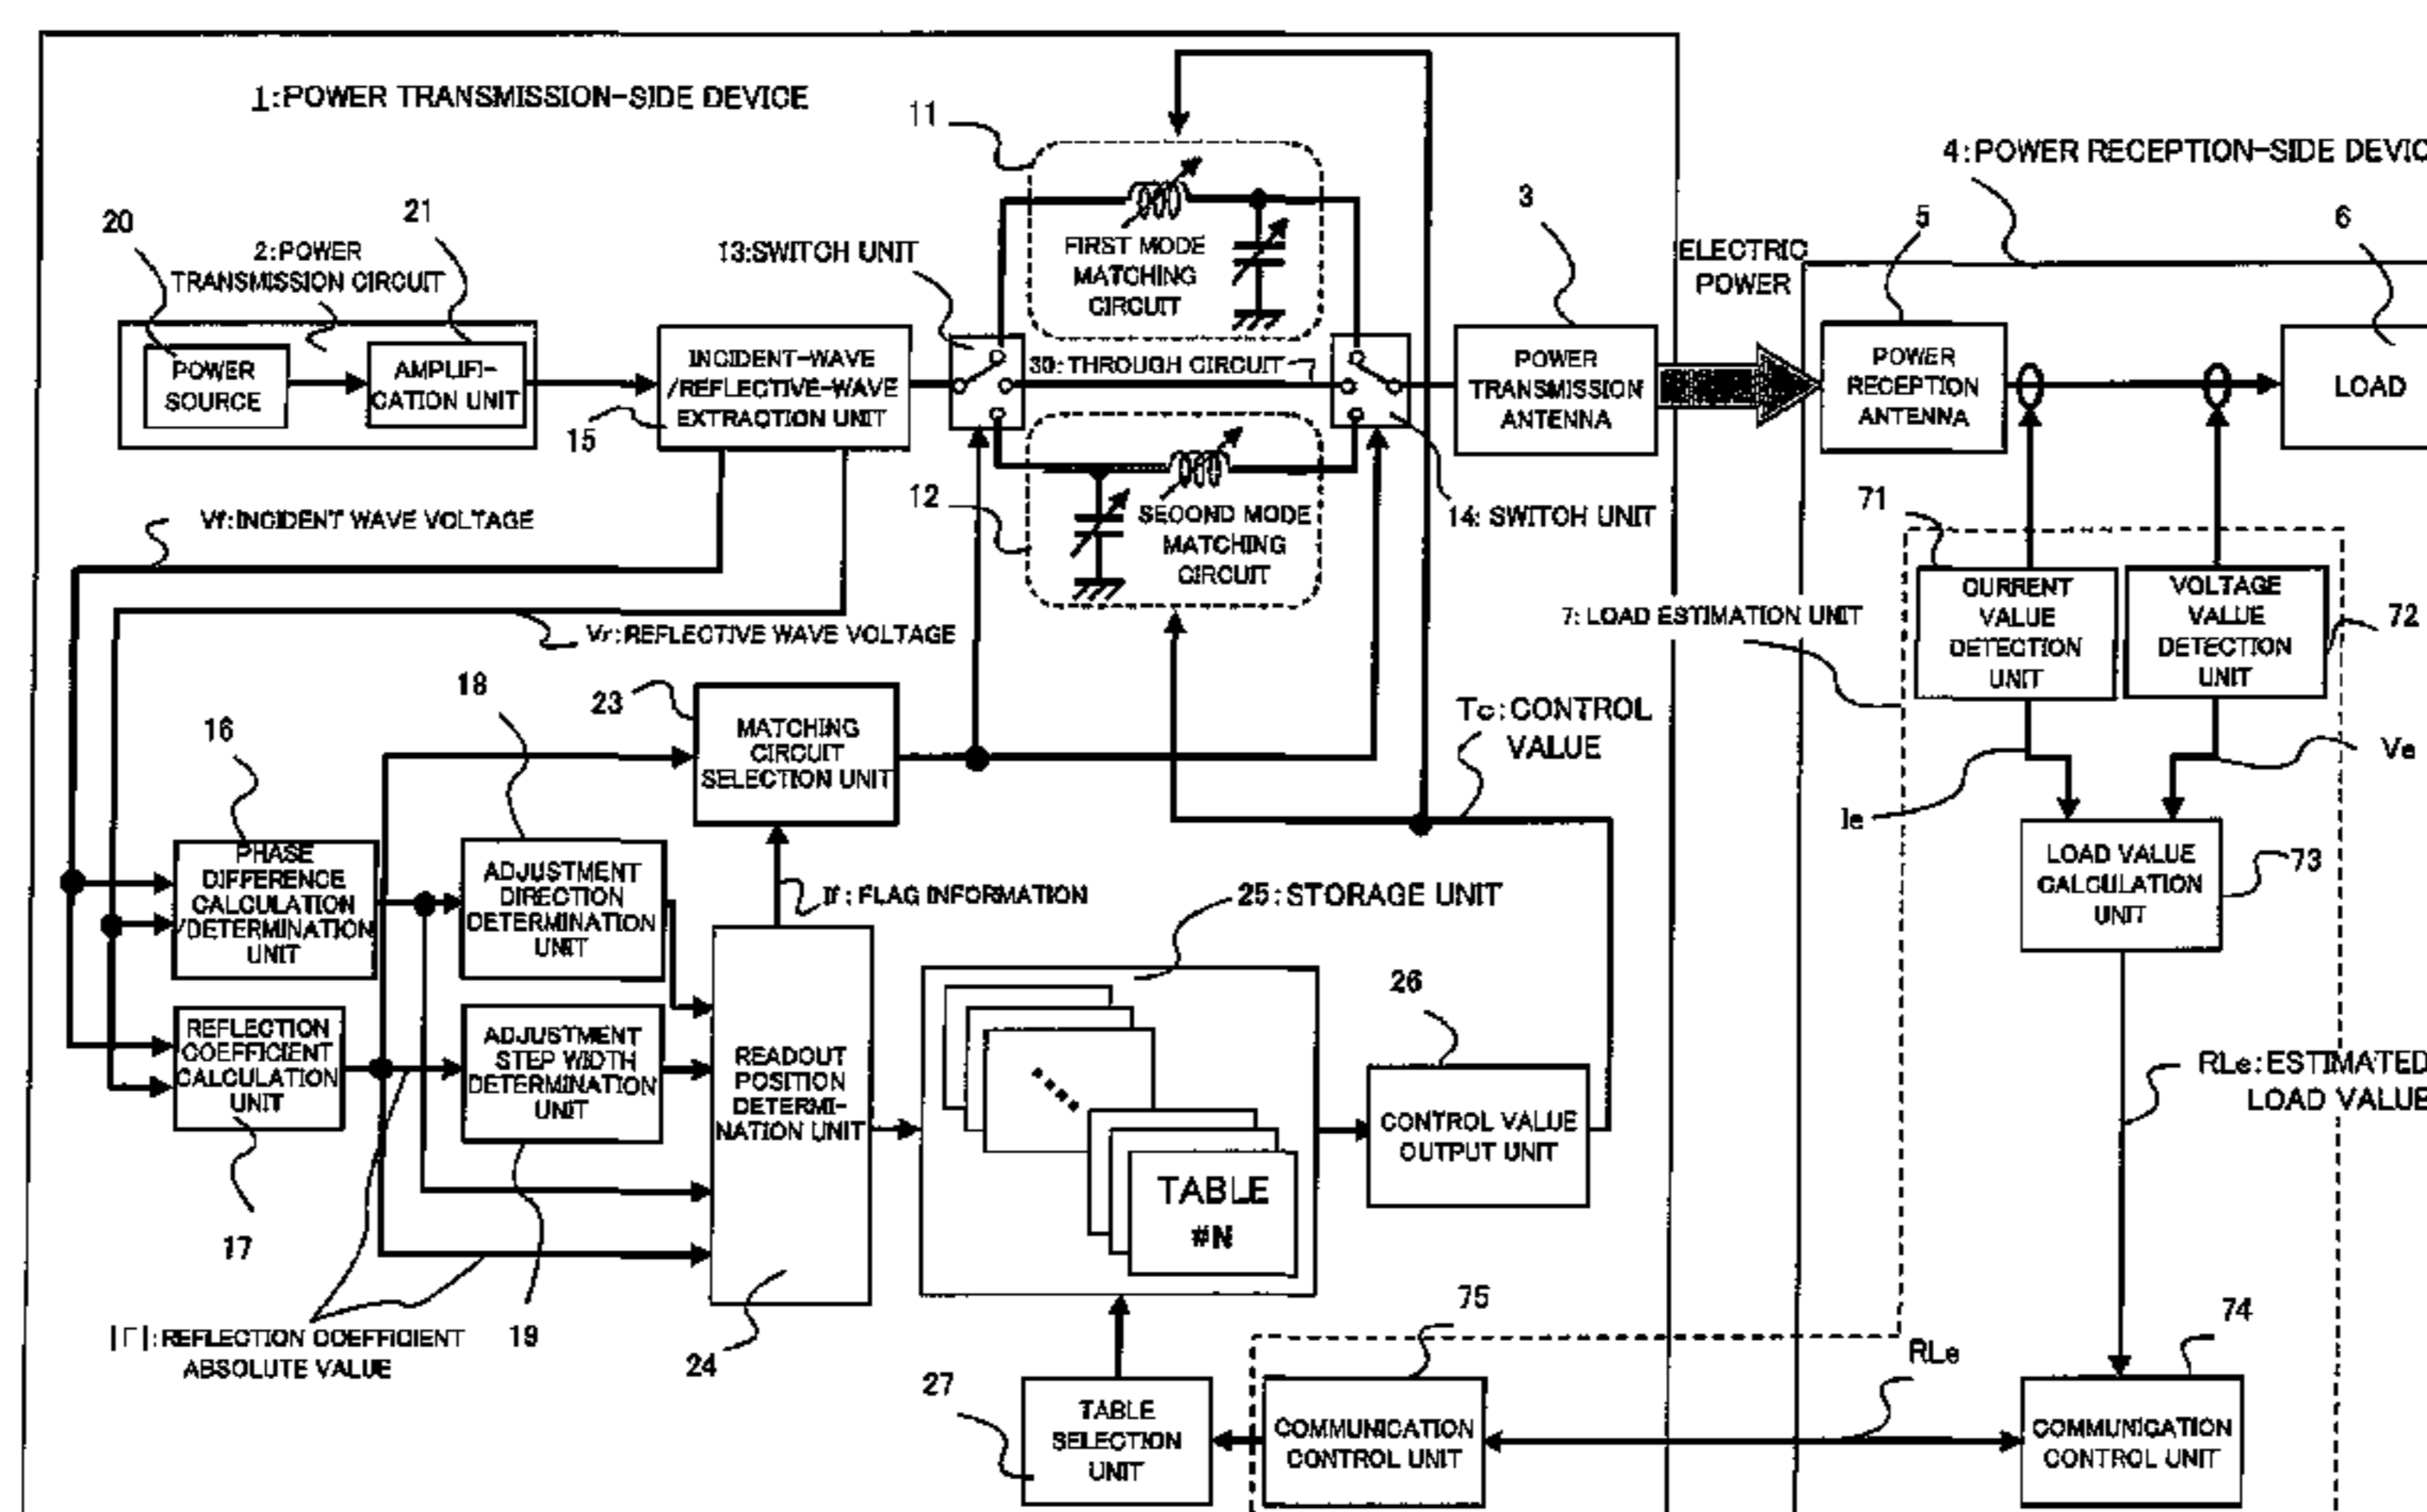 1:POWER TRANSMISSION-SIDE DEVICE
11
4:POWER RECEPTION-SIDE DEVIC
20
2:POWER
TRANSMISSION CIRCUIT
21
13:SWITCH UNIT
FIRST MODE
MATCHING
CIRCUIT
3
ELECTRIC
POWER
5
6
POWER
SOURCE
AMPLIFI-
CATION UNIT
15
INCIDENT-WAVE
/REFLECTIVE-WAVE
EXTRACTION UNIT
30:THROUGH CIRCUIT
POWER
TRANSMISSION
ANTENNA
POWER
RECEPTION
ANTENNA
LOAD
12
SECOND MODE
MATCHING
CIRCUIT
14: SWITCH UNIT
Vf:INCIDENT WAVE VOLTAGE
Vr:REFLECTIVE WAVE VOLTAGE
7: LOAD ESTIMATION UNIT
71
CURRENT
VALUE
DETECTION
UNIT
VOLTAGE
VALUE
DETECTION
UNIT
72
16
18
23
MATCHING
CIRCUIT
SELECTION UNIT
Tc:CONTROL
VALUE
Ie
Ve
PHASE
DIFFERENCE
CALCULATION
/DETERMINATION
UNIT
ADJUSTMENT
DIRECTION
DETERMINATION
UNIT
If: FLAG INFORMATION
25:STORAGE UNIT
LOAD VALUE
CALCULATION
UNIT
73
REFLECTION
COEFFICIENT
CALCULATION
UNIT
ADJUSTMENT
STEP WIDTH
DETERMINATION
UNIT
READOUT
POSITION
DETERMI-
NATION UNIT
TABLE
#N
26
CONTROL VALUE
OUTPUT UNIT
RLe:ESTIMATED
LOAD VALUE
17
|Γ|:REFLECTION COEFFICIENT
ABSOLUTE VALUE
19
24
27
TABLE
SELECTION
UNIT
75
COMMUNICATION
CONTROL UNIT
RLe
74
COMMUNICATION
CONTROL UNIT